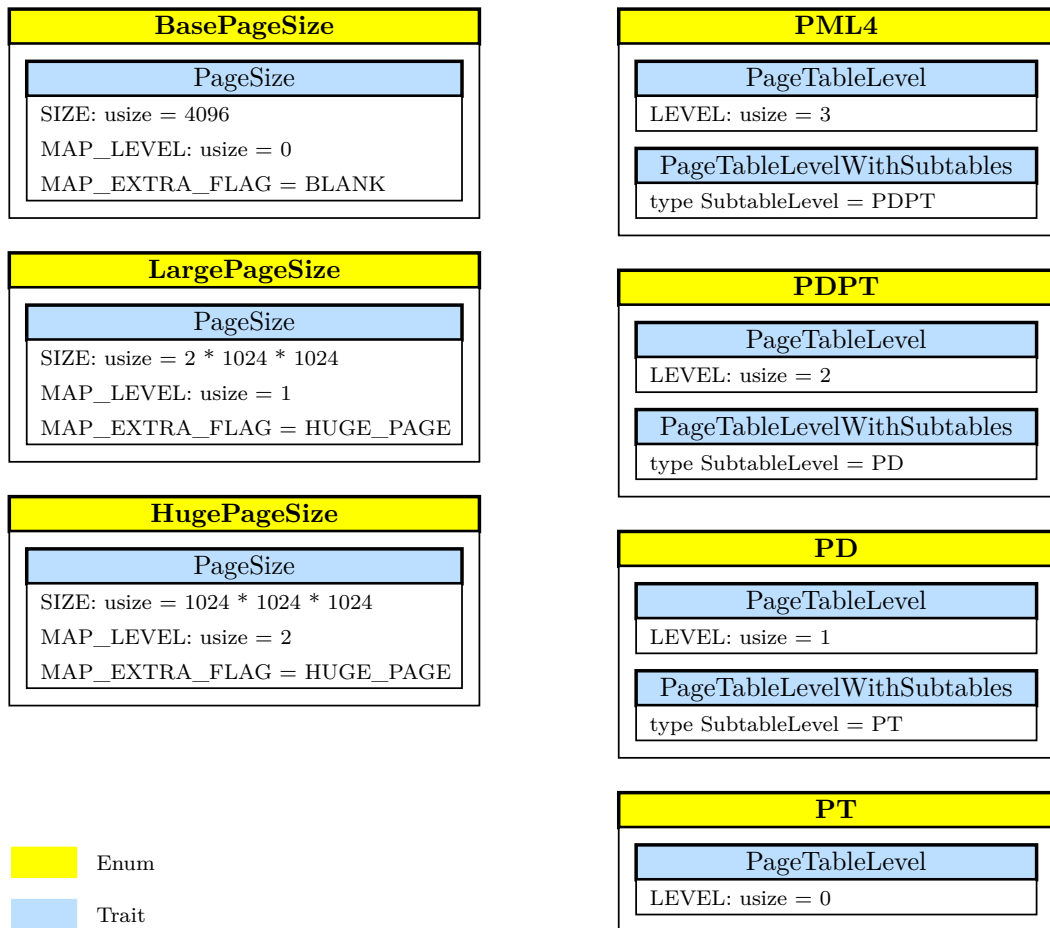 BasePageSize
PageSize
SIZE: usize = 4096
MAP_LEVEL: usize = 0
MAP_EXTRA_FLAG = BLANK
LargePageSize
PageSize
SIZE: usize = 2 * 1024 * 1024
MAP_LEVEL: usize = 1
MAP_EXTRA_FLAG = HUGE_PAGE
HugePageSize
PageSize
SIZE: usize = 1024 * 1024 * 1024
MAP_LEVEL: usize = 2
MAP_EXTRA_FLAG = HUGE_PAGE
Enum
Trait
PML4
PageTableLevel
LEVEL: usize = 3
PageTableLevelWithSubtables
type SubtableLevel = PDPT
PDPT
PageTableLevel
LEVEL: usize = 2
PageTableLevelWithSubtables
type SubtableLevel = PD
PD
PageTableLevel
LEVEL: usize = 1
PageTableLevelWithSubtables
type SubtableLevel = PT
PT
PageTableLevel
LEVEL: usize = 0